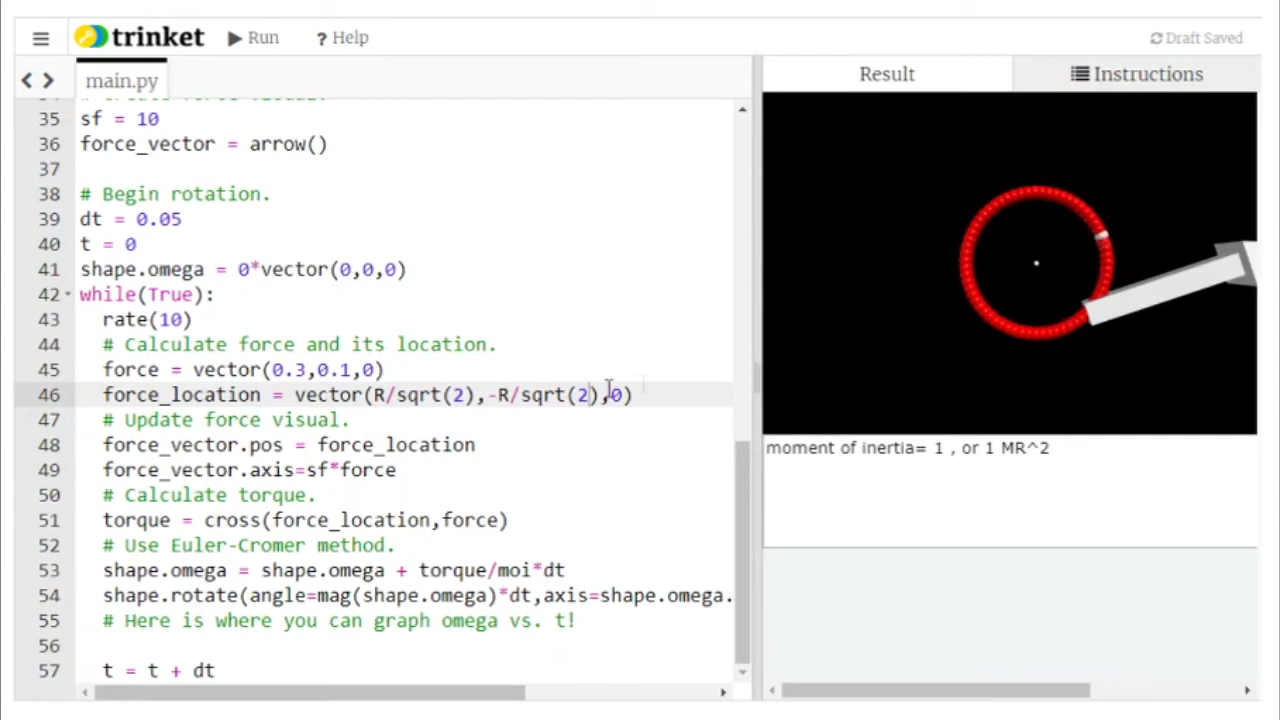 trinket Run ? Help Draft Saved
main.py
Result Instructions
35 sf = 10
36 force_vector = arrow()
37
38 # Begin rotation.
39 dt = 0.05
40 t = 0
41 shape.omega = 0*vector(0,0,0)
42 while(True):
43 rate(10)
44 # Calculate force and its location.
45 force = vector(0.3,0.1,0)
46 force_location = vector(R/sqrt(2),-R/sqrt(2),0)
47 # Update force visual.
48 force_vector.pos = force_location
49 force_vector.axis=sf*force
50 # Calculate torque.
51 torque = cross(force_location,force)
52 # Use Euler-Cromer method.
53 shape.omega = shape.omega + torque/moi*dt
54 shape.rotate(angle=mag(shape.omega)*dt,axis=shape.omega.
55 # Here is where you can graph omega vs. t!
56
57 t = t + dt
moment of inertia= 1 , or 1 MR^2